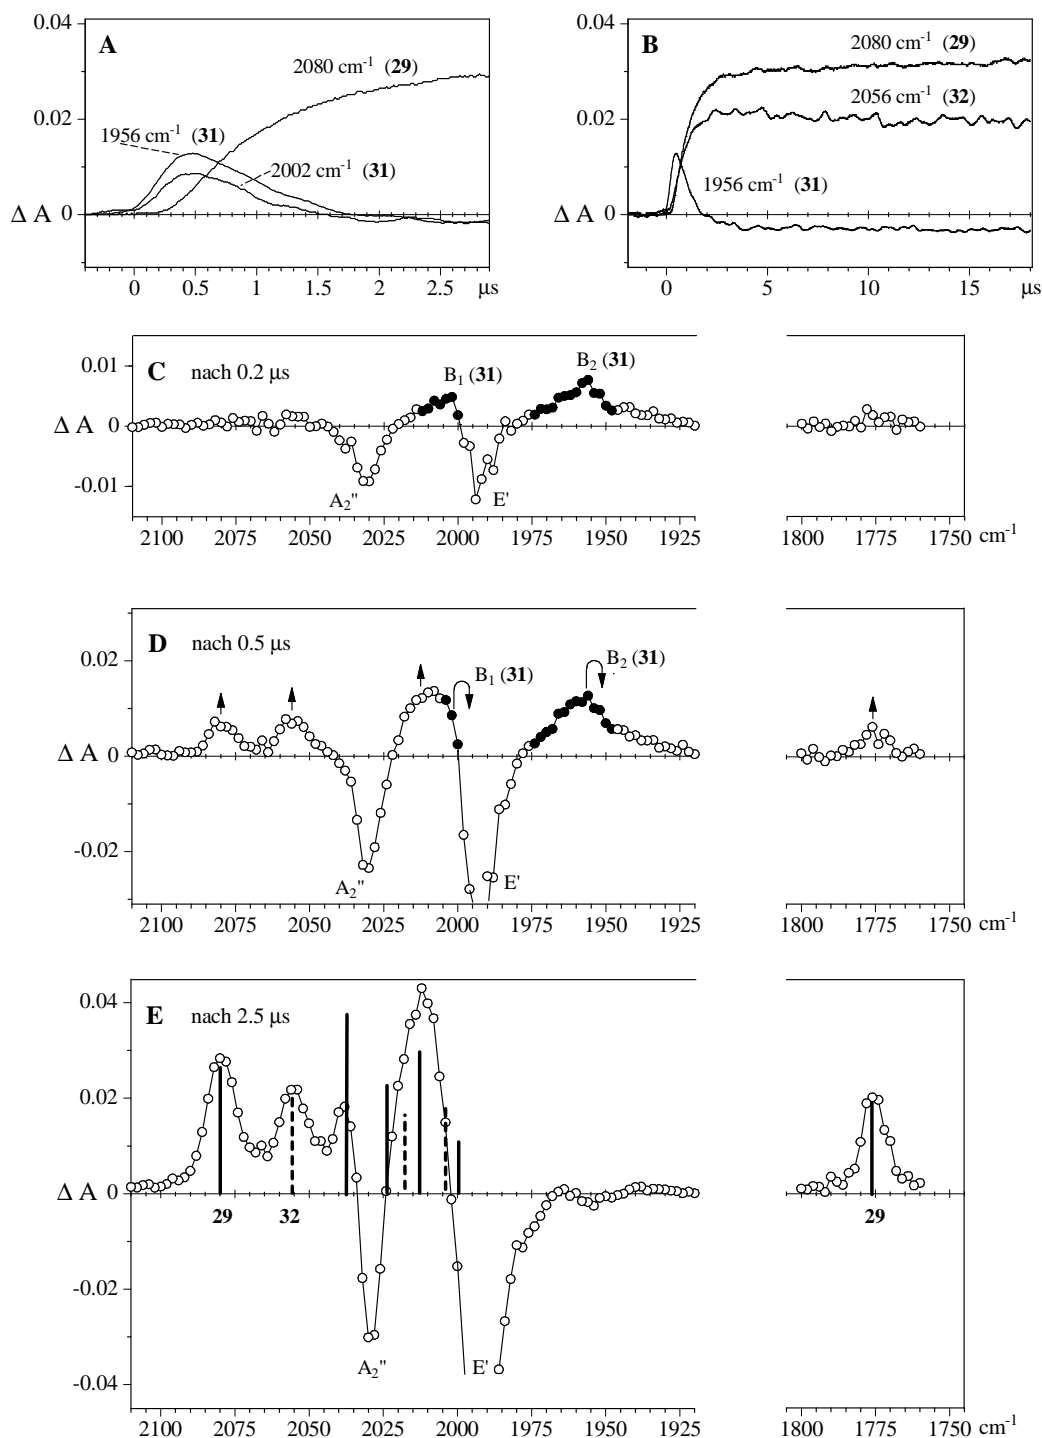 0.04
0.02
Δ A 0
A
2080 cm-1 (29)
1956 cm-1 (31)
2002 cm-1 (31)
0 0.5 1 1.5 2 2.5 μs
0.04
0.02
Δ A 0
B
2080 cm-1 (29)
2056 cm-1 (32)
1956 cm-1 (31)
0 5 10 15 μs
0.01
Δ A 0
-0.01
C nach 0.2 μs
B1 (31)
B2 (31)
A2'' E'
2100 2075 2050 2025 2000 1975 1950 1925 1800 1775 1750 cm-1
0.02
Δ A 0
-0.02
D nach 0.5 μs
B1 (31)
B2 (31)
A2'' E'
2100 2075 2050 2025 2000 1975 1950 1925 1800 1775 1750 cm-1
0.04
0.02
Δ A 0
-0.02
-0.04
E nach 2.5 μs
29 32 29
A2'' E'
2100 2075 2050 2025 2000 1975 1950 1925 1800 1775 1750 cm-1